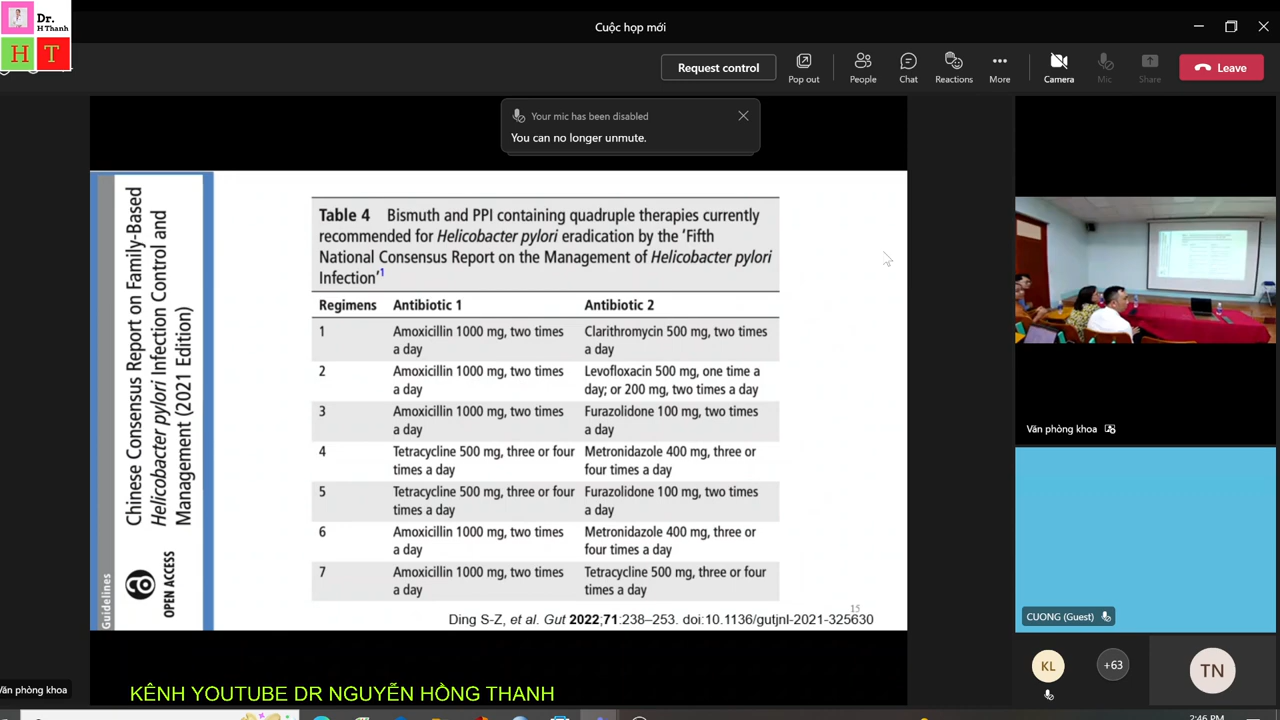 Dr.
H Thanh
H T
Cuộc họp mới
Request control
Pop out
People
Chat
Reactions
More
Camera
Mic
Share
Leave
Your mic has been disabled
You can no longer unmute.
Guidelines
OPEN ACCESS
Chinese Consensus Report on Family-Based
Helicobacter pylori Infection Control and
Management (2021 Edition)
Table 4 Bismuth and PPI containing quadruple therapies currently
recommended for Helicobacter pylori eradication by the 'Fifth
National Consensus Report on the Management of Helicobacter pylori
Infection'1
Regimens Antibiotic 1 Antibiotic 2
1 Amoxicillin 1000 mg, two times Clarithromycin 500 mg, two times
a day a day
2 Amoxicillin 1000 mg, two times Levofloxacin 500 mg, one time a
a day day; or 200 mg, two times a day
3 Amoxicillin 1000 mg, two times Furazolidone 100 mg, two times
a day a day
4 Tetracycline 500 mg, three or four Metronidazole 400 mg, three or
times a day four times a day
5 Tetracycline 500 mg, three or four Furazolidone 100 mg, two times
times a day a day
6 Amoxicillin 1000 mg, two times Metronidazole 400 mg, three or
a day four times a day
7 Amoxicillin 1000 mg, two times Tetracycline 500 mg, three or four
a day times a day
15
Ding S-Z, et al. Gut 2022;71:238–253. doi:10.1136/gutjnl-2021-325630
Văn phòng khoa
CUONG (Guest)
KL
+63
TN
Văn phòng khoa
KÊNH YOUTUBE DR NGUYỄN HỒNG THANH
2:46 PM